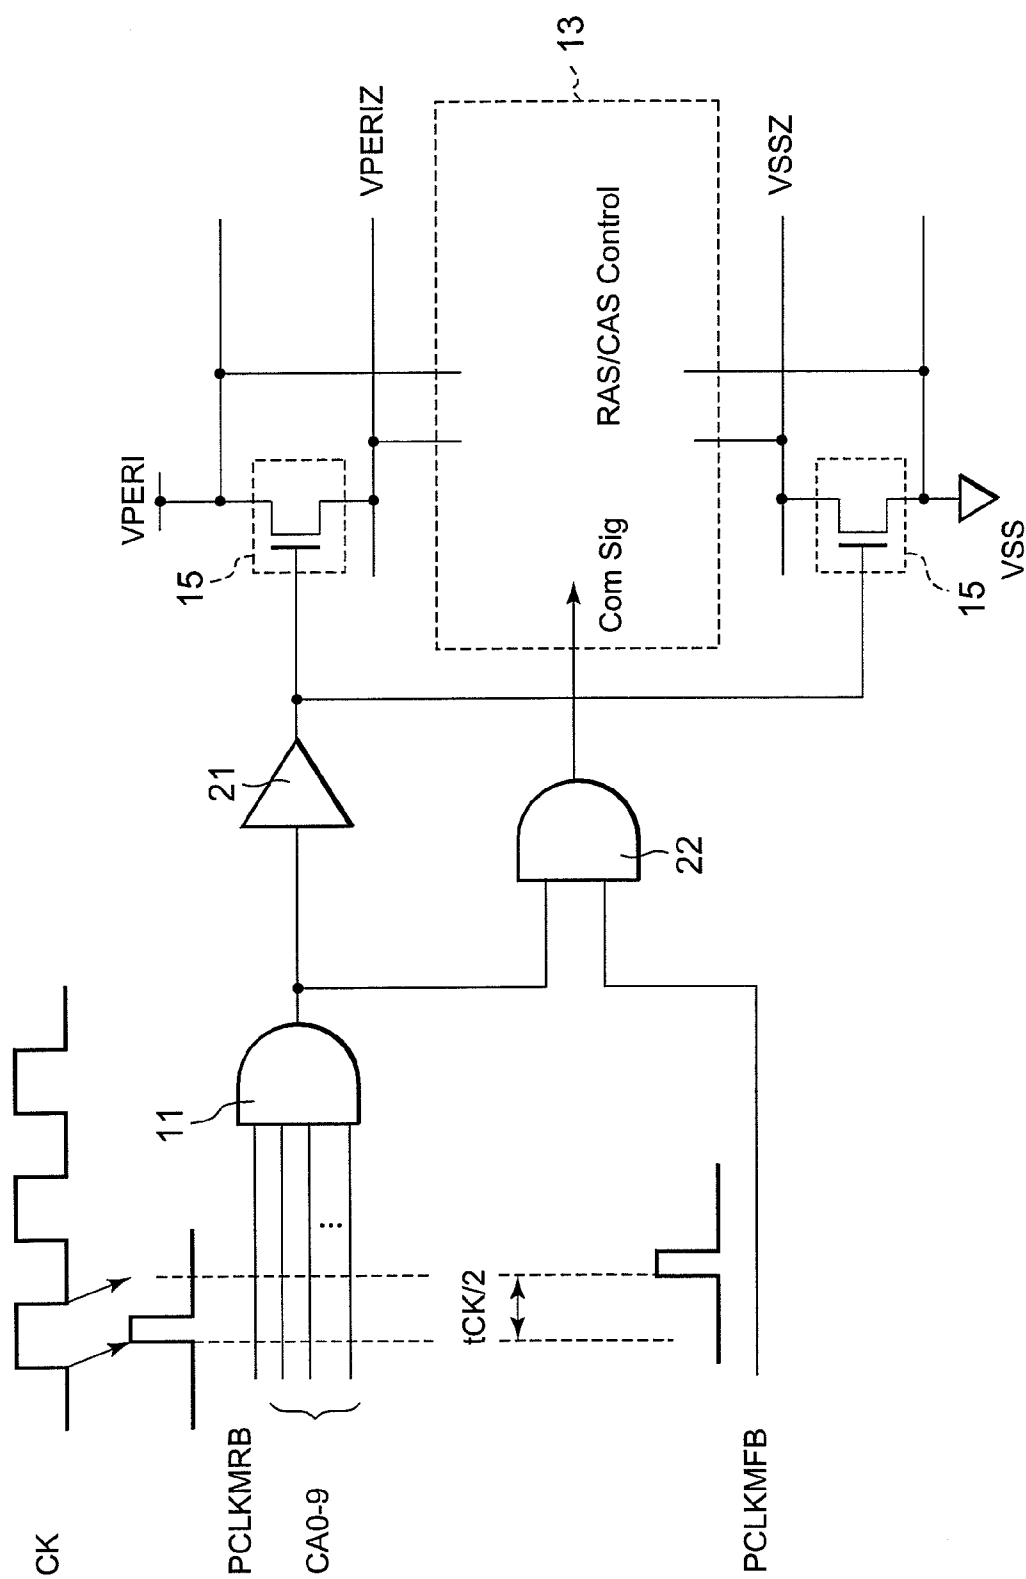 CK
PCLKMRB
CA0-9
PCLKMFB
tCK/2
11
...
21
22
15
VPERI
VPERIZ
13
Com Sig
RAS/CAS Control
VSSZ
15
VSS